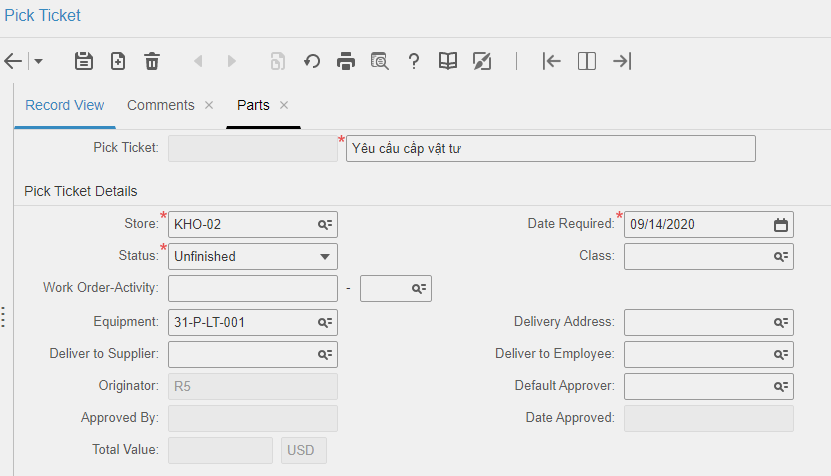 Pick Ticket
Record View Comments × Parts ×
Pick Ticket: * Yêu cầu cấp vật tư
Pick Ticket Details
Store: * KHO-02 Date Required: * 09/14/2020
Status: * Unfinished Class:
Work Order-Activity: -
Equipment: 31-P-LT-001 Delivery Address:
Deliver to Supplier: Deliver to Employee:
Originator: R5 Default Approver:
Approved By: Date Approved:
Total Value: USD